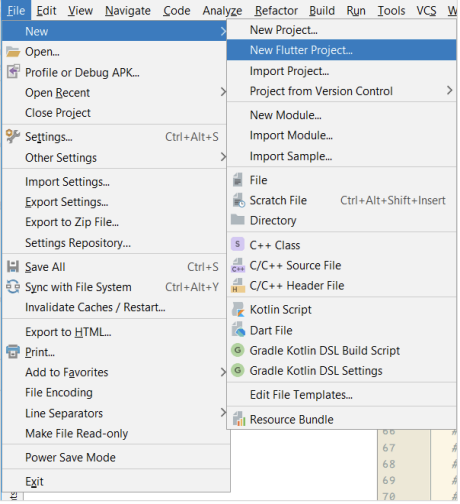 File Edit View Navigate Code Analyze Refactor Build Run Tools VCS
New
Open...
Profile or Debug APK...
Open Recent
Close Project
Settings... Ctrl+Alt+S
Other Settings
Import Settings...
Export Settings...
Export to Zip File...
Settings Repository...
Save All Ctrl+S
Sync with File System Ctrl+Alt+Y
Invalidate Caches / Restart...
Export to HTML...
Print...
Add to Favorites
File Encoding
Line Separators
Make File Read-only
Power Save Mode
Exit
New Project...
New Flutter Project...
Import Project...
Project from Version Control
New Module...
Import Module...
Import Sample...
File
Scratch File Ctrl+Alt+Shift+Insert
Directory
S C++ Class
C++ C/C++ Source File
H C/C++ Header File
Kotlin Script
Dart File
G Gradle Kotlin DSL Build Script
G Gradle Kotlin DSL Settings
Edit File Templates...
Resource Bundle
66 #
67 #
68 #
69 #
70 #